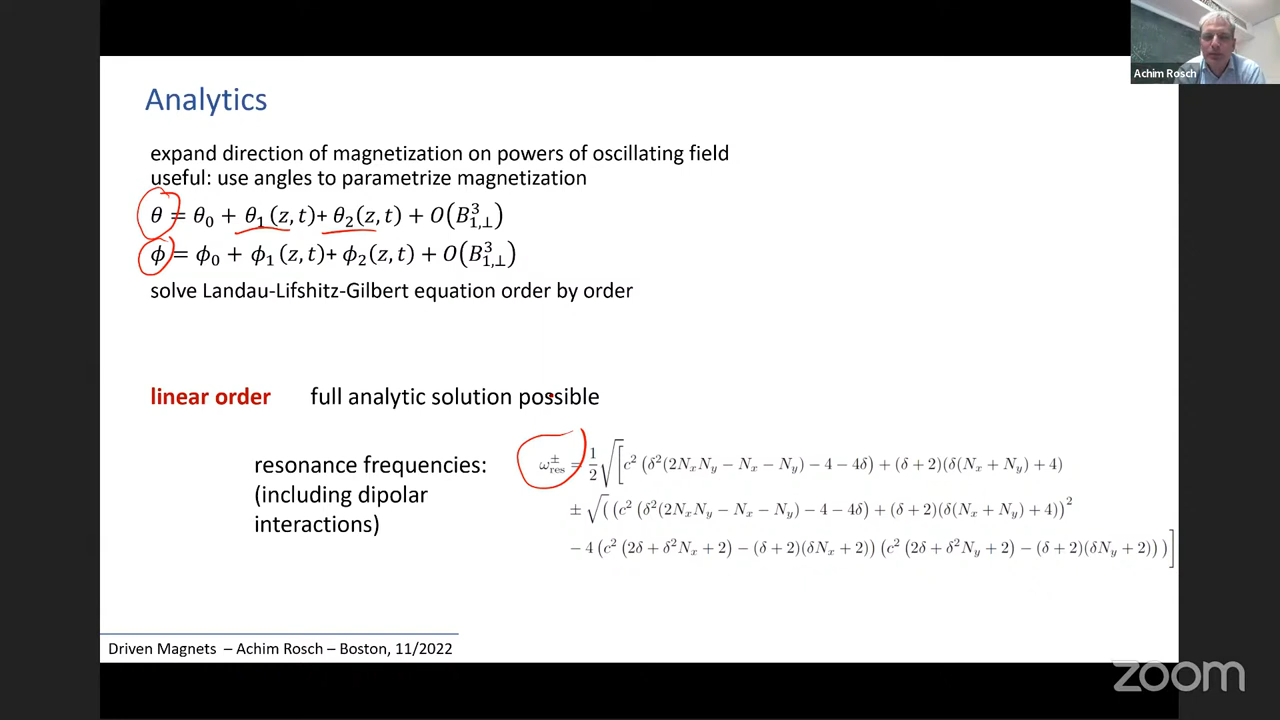 Achim Rosch
Analytics
expand direction of magnetization on powers of oscillating field
useful: use angles to parametrize magnetization
θ = θ₀ + θ₁(z,t)+ θ₂(z,t) + O(B³₁,⊥)
ϕ = ϕ₀ + ϕ₁(z,t)+ ϕ₂(z,t) + O(B³₁,⊥)
solve Landau-Lifshitz-Gilbert equation order by order
linear order full analytic solution possible
resonance frequencies:
(including dipolar
interactions)
ω±res = 1/2 √[c² (δ²(2NₓNy − Nₓ − Ny) − 4 − 4δ) + (δ + 2)(δ(Nₓ + Ny) + 4)
± √( (c² (δ²(2NₓNy − Nₓ − Ny) − 4 − 4δ) + (δ + 2)(δ(Nₓ + Ny) + 4))²
− 4 (c² (2δ + δ²Nₓ + 2) − (δ + 2)(δNₓ + 2)) (c² (2δ + δ²Ny + 2) − (δ + 2)(δNy + 2)) )]
Driven Magnets – Achim Rosch – Boston, 11/2022
zoom